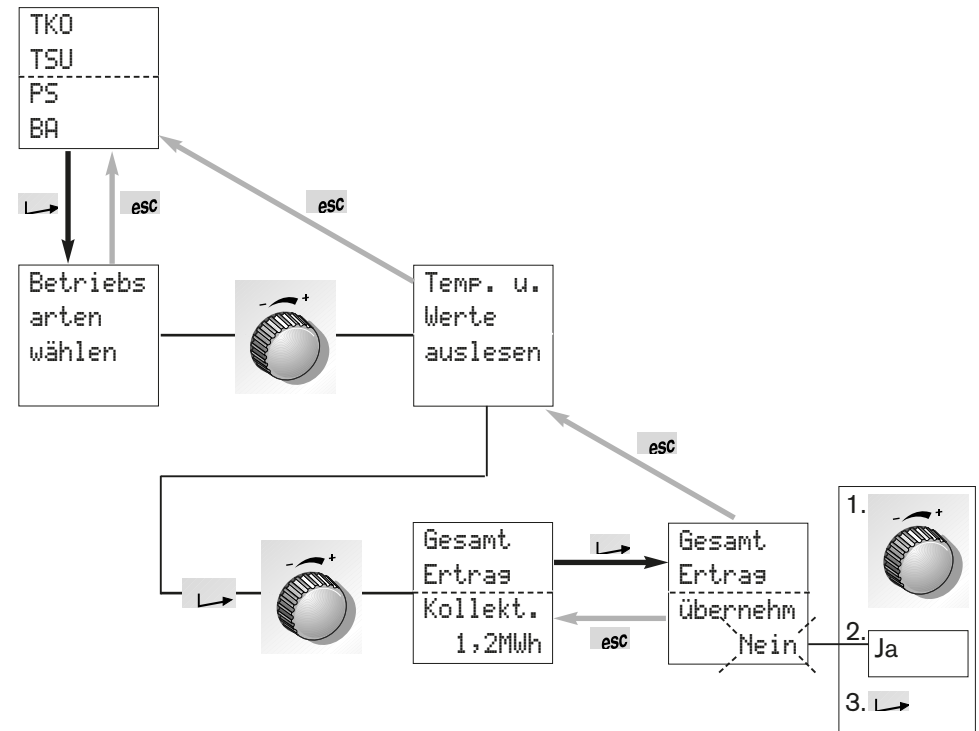 TKO
TSU
PS
BA
esc
esc
Betriebs
arten
wählen
- +
Temp. u.
Werte
auslesen
esc
- +
Gesamt
Ertrag
Kollekt.
1,2MWh
esc
Gesamt
Ertrag
übernehm
Nein
1.
- +
2.
Ja
3.